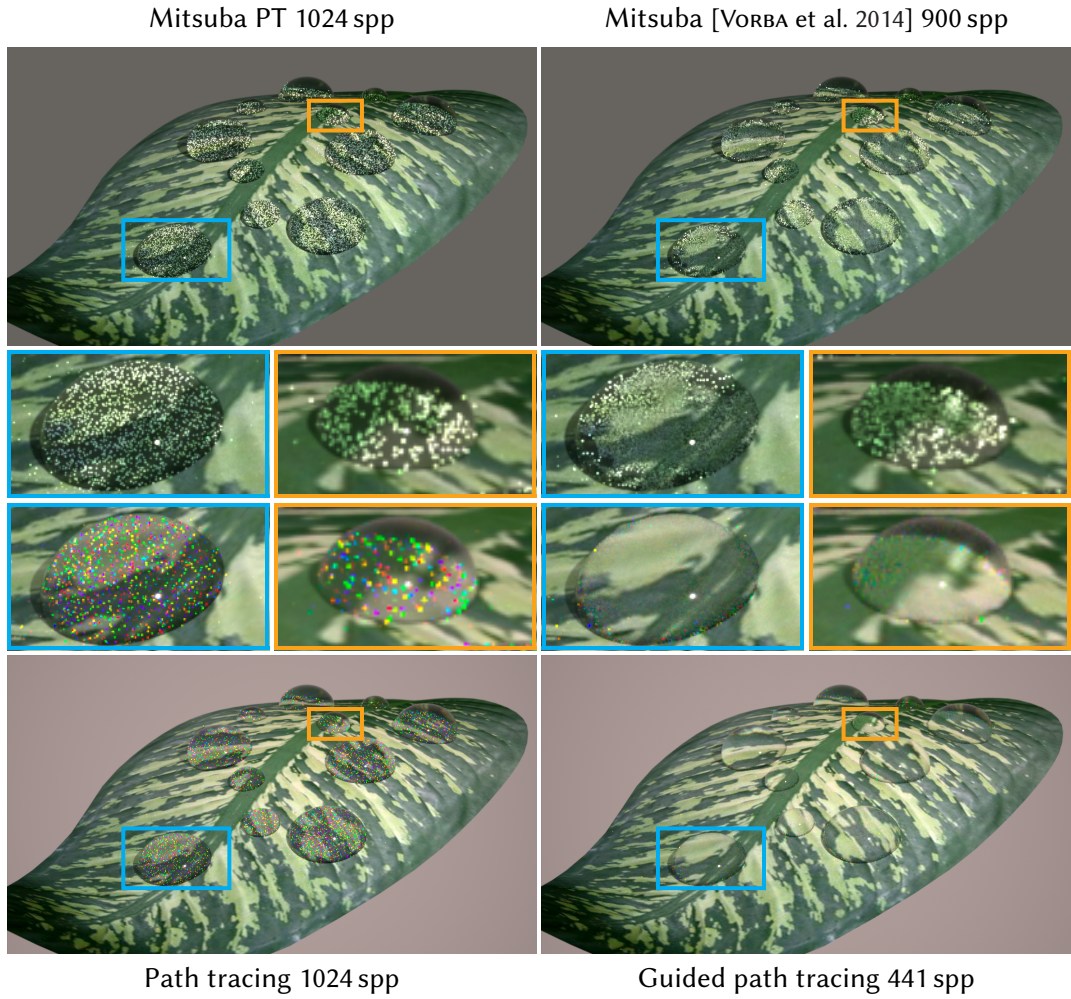 Mitsuba PT 1024 spp
Mitsuba [Vorba et al. 2014] 900 spp
Path tracing 1024 spp
Guided path tracing 441 spp